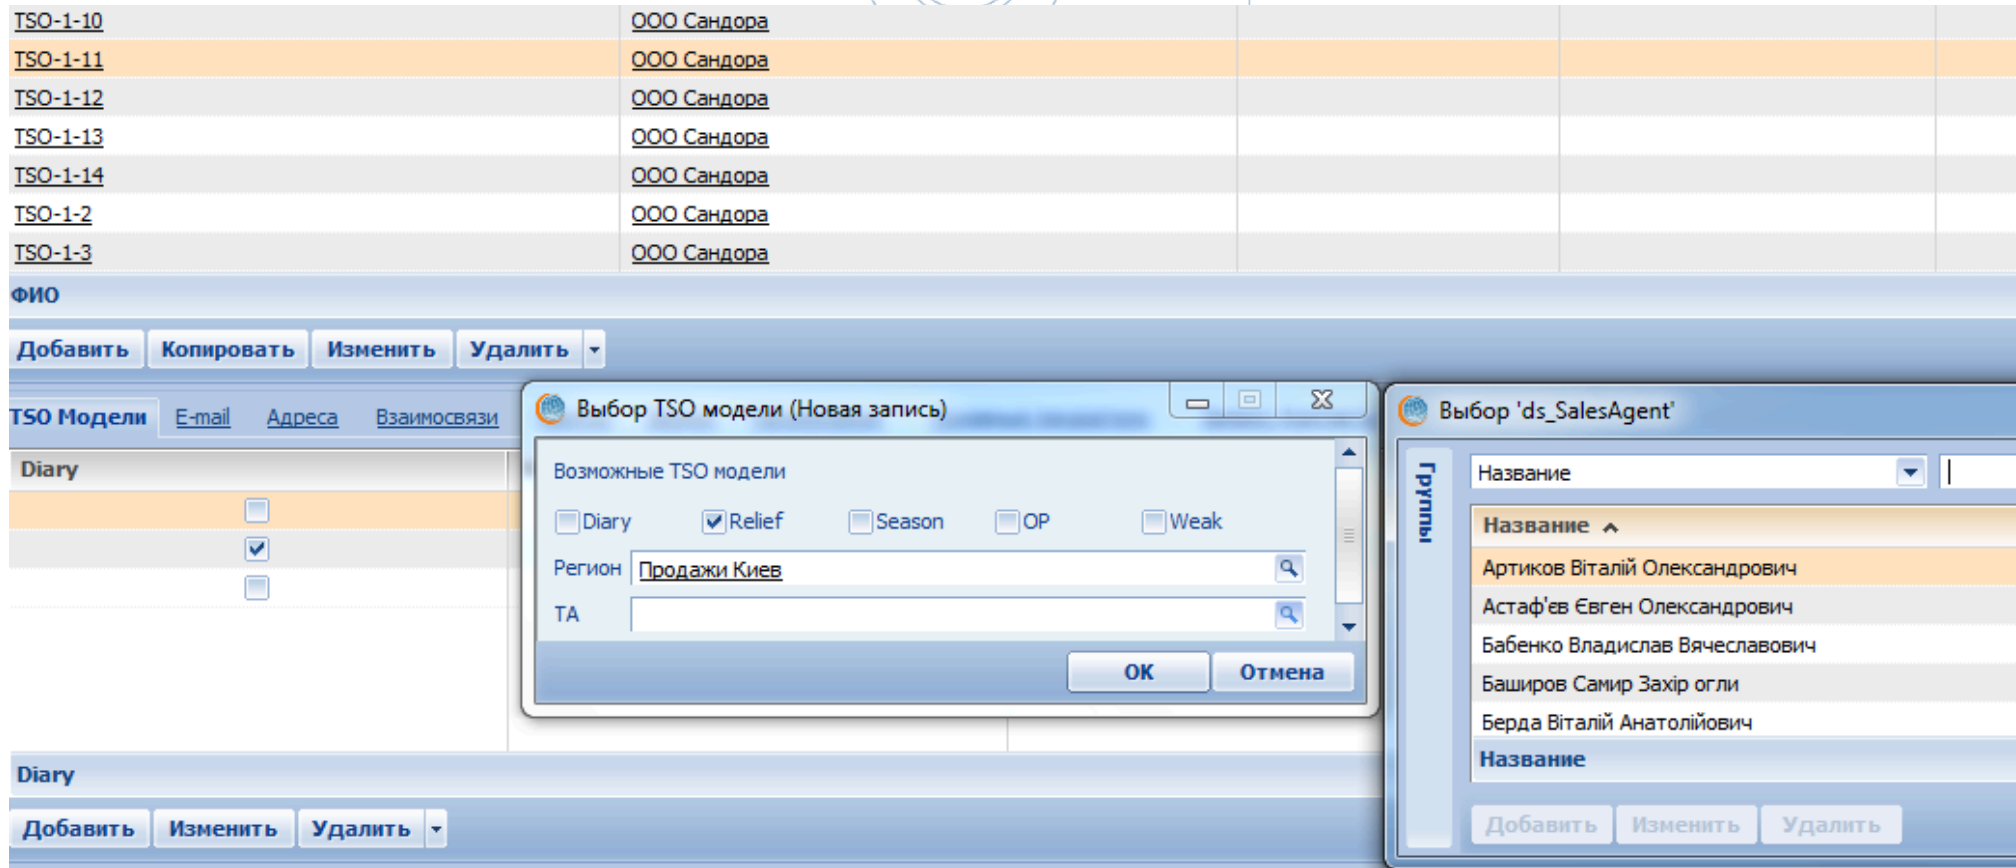 TSO-1-10 ООО Сандора
TSO-1-11 ООО Сандора
TSO-1-12 ООО Сандора
TSO-1-13 ООО Сандора
TSO-1-14 ООО Сандора
TSO-1-2 ООО Сандора
TSO-1-3 ООО Сандора
ФИО
Добавить Копировать Изменить Удалить
TSO Модели E-mail Адреса Взаимосвязи
Diary
Выбор TSO модели (Новая запись)
Возможные TSO модели
Diary Relief Season OP Weak
Регион Продажи Киев
ТА
ОК Отмена
Выбор 'ds_SalesAgent'
Группы
Название
Название
Артиков Віталій Олександрович
Астаф'єв Євген Олександрович
Бабенко Владислав Вячеславович
Баширов Самир Захір огли
Берда Віталій Анатолійович
Название
Добавить Изменить Удалить
Diary
Добавить Изменить Удалить